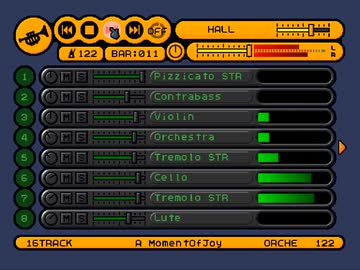 OFF
HALL
122
BAR:011
L
R
1 M S Pizzicato STR
2 M S Contrabass
3 M S Violin
4 M S Orchestra
5 M S Tremolo STR
6 M S Cello
7 M S Tremolo STR
8 M S Lute
16TRACK A MomentOfJoy ORCHE 122